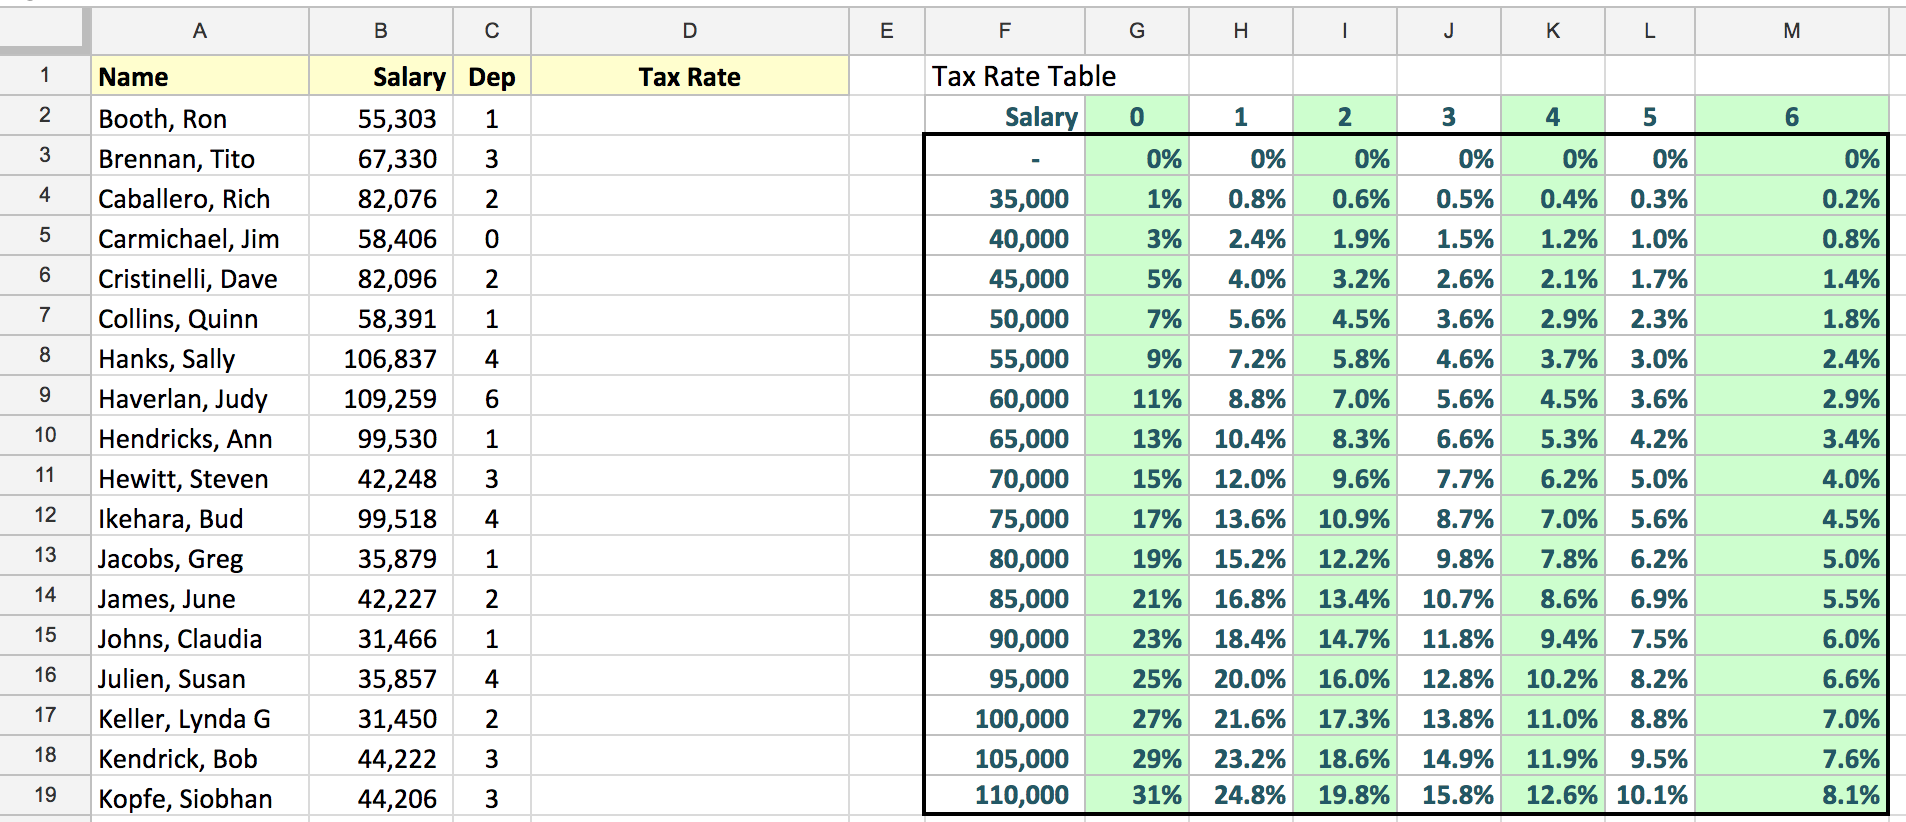 A B C D E F G H I J K L M
1 Name Salary Dep Tax Rate Tax Rate Table
2 Booth, Ron 55,303 1 Salary 0 1 2 3 4 5 6
3 Brennan, Tito 67,330 3 - 0% 0% 0% 0% 0% 0% 0%
4 Caballero, Rich 82,076 2 35,000 1% 0.8% 0.6% 0.5% 0.4% 0.3% 0.2%
5 Carmichael, Jim 58,406 0 40,000 3% 2.4% 1.9% 1.5% 1.2% 1.0% 0.8%
6 Cristinelli, Dave 82,096 2 45,000 5% 4.0% 3.2% 2.6% 2.1% 1.7% 1.4%
7 Collins, Quinn 58,391 1 50,000 7% 5.6% 4.5% 3.6% 2.9% 2.3% 1.8%
8 Hanks, Sally 106,837 4 55,000 9% 7.2% 5.8% 4.6% 3.7% 3.0% 2.4%
9 Haverlan, Judy 109,259 6 60,000 11% 8.8% 7.0% 5.6% 4.5% 3.6% 2.9%
10 Hendricks, Ann 99,530 1 65,000 13% 10.4% 8.3% 6.6% 5.3% 4.2% 3.4%
11 Hewitt, Steven 42,248 3 70,000 15% 12.0% 9.6% 7.7% 6.2% 5.0% 4.0%
12 Ikehara, Bud 99,518 4 75,000 17% 13.6% 10.9% 8.7% 7.0% 5.6% 4.5%
13 Jacobs, Greg 35,879 1 80,000 19% 15.2% 12.2% 9.8% 7.8% 6.2% 5.0%
14 James, June 42,227 2 85,000 21% 16.8% 13.4% 10.7% 8.6% 6.9% 5.5%
15 Johns, Claudia 31,466 1 90,000 23% 18.4% 14.7% 11.8% 9.4% 7.5% 6.0%
16 Julien, Susan 35,857 4 95,000 25% 20.0% 16.0% 12.8% 10.2% 8.2% 6.6%
17 Keller, Lynda G 31,450 2 100,000 27% 21.6% 17.3% 13.8% 11.0% 8.8% 7.0%
18 Kendrick, Bob 44,222 3 105,000 29% 23.2% 18.6% 14.9% 11.9% 9.5% 7.6%
19 Kopfe, Siobhan 44,206 3 110,000 31% 24.8% 19.8% 15.8% 12.6% 10.1% 8.1%